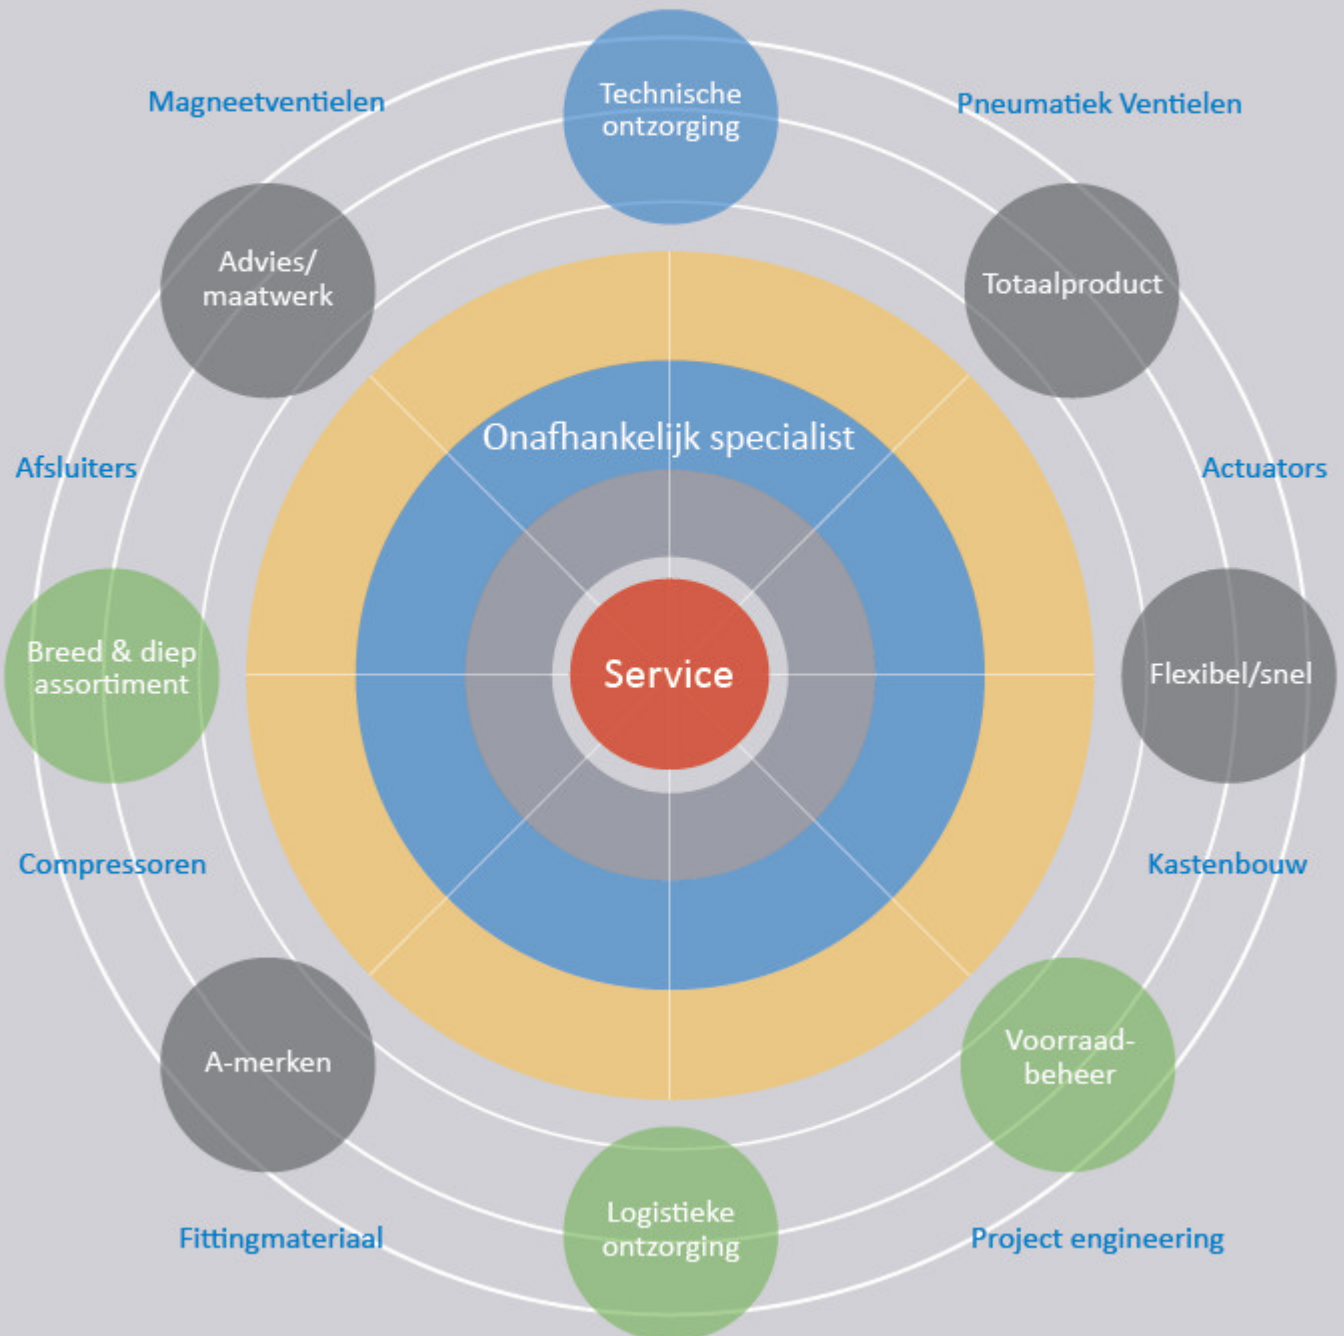 Technische
ontzorging
Magneetventielen
Pneumatiek Ventielen
Advies/
maatwerk
Totaalproduct
Onafhankelijk specialist
Afsluiters
Actuators
Breed & diep
assortiment
Service
Flexibel/snel
Compressoren
Kastenbouw
A-merken
Voorraad-
beheer
Logistieke
ontzorging
Fittingmateriaal
Project engineering